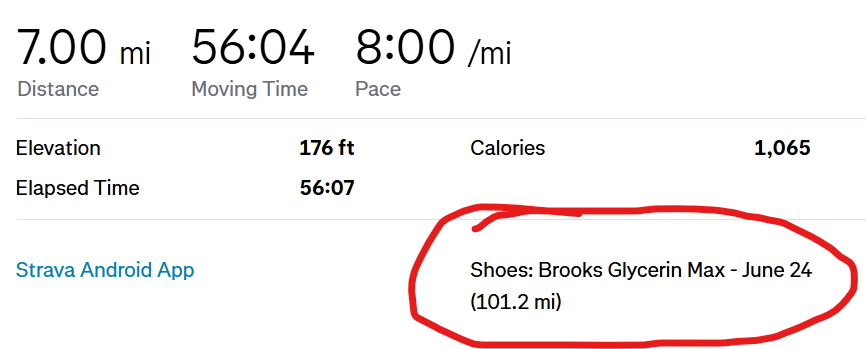 7.00 mi 56:04 8:00 /mi
Distance Moving Time Pace
Elevation 176 ft Calories 1,065
Elapsed Time 56:07
Strava Android App Shoes: Brooks Glycerin Max - June 24
(101.2 mi)